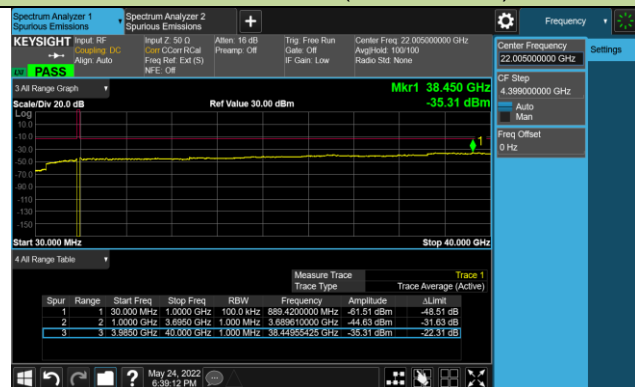 Spectrum Analyzer 1
Spurious Emissions
Spectrum Analyzer 2
Spurious Emissions
Frequency
KEYSIGHT
Input: RF
Coupling: DC
Align: Auto
Input Z: 50 Ω
Corr CCorr RCal
Freq Ref: Ext (S)
NFE: Off
Atten: 16 dB
Preamp: Off
Trig: Free Run
Gate: Off
IF Gain: Low
Center Freq: 22.005000000 GHz
Avg|Hold: 100/100
Radio Std: None
PASS
Center Frequency
22.005000000 GHz
Settings
CF Step
4.399000000 GHz
Auto
Man
Freq Offset
0 Hz
3 All Range Graph
Mkr1 38.450 GHz
-35.31 dBm
Scale/Div 20.0 dB
Ref Value 30.00 dBm
Log
10.0
-10.0
-30.0
-50.0
-70.0
-90.0
-110
-130
-150
1
Start 30.000 MHz
Stop 40.000 GHz
4 All Range Table
Measure Trace Trace 1
Trace Type Trace Average (Active)
Spur Range Start Freq Stop Freq RBW Frequency Amplitude ΔLimit
1 1 30.000 MHz 1.0000 GHz 100.0 kHz 889.4200000 MHz -61.51 dBm -48.51 dB
2 2 1.0000 GHz 3.6950 GHz 1.000 MHz 3.689610000 GHz -44.63 dBm -31.63 dB
3 3 3.9850 GHz 40.000 GHz 1.000 MHz 38.44955425 GHz -35.31 dBm -22.31 dB
May 24, 2022
6:39:12 PM